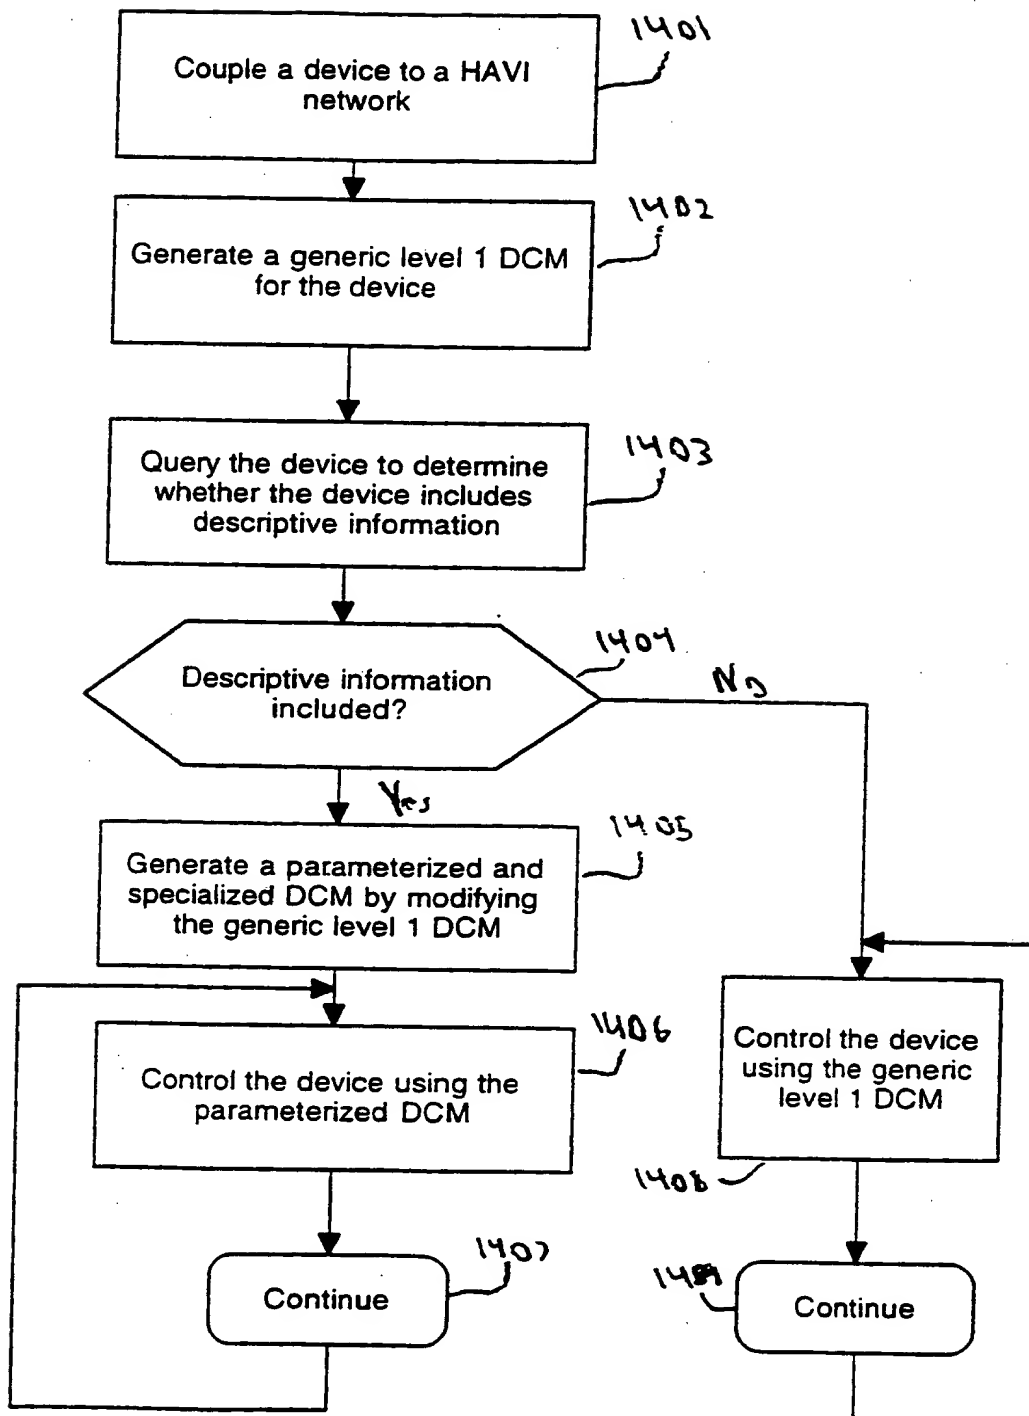 1401
Couple a device to a HAVI
network
1402
Generate a generic level 1 DCM
for the device
1403
Query the device to determine
whether the device includes
descriptive information
1404
Descriptive information
included?
No
Yes
1405
Generate a parameterized and
specialized DCM by modifying
the generic level 1 DCM
1406
Control the device using the
parameterized DCM
Control the device
using the generic
level 1 DCM
1408
1407
Continue
Continue